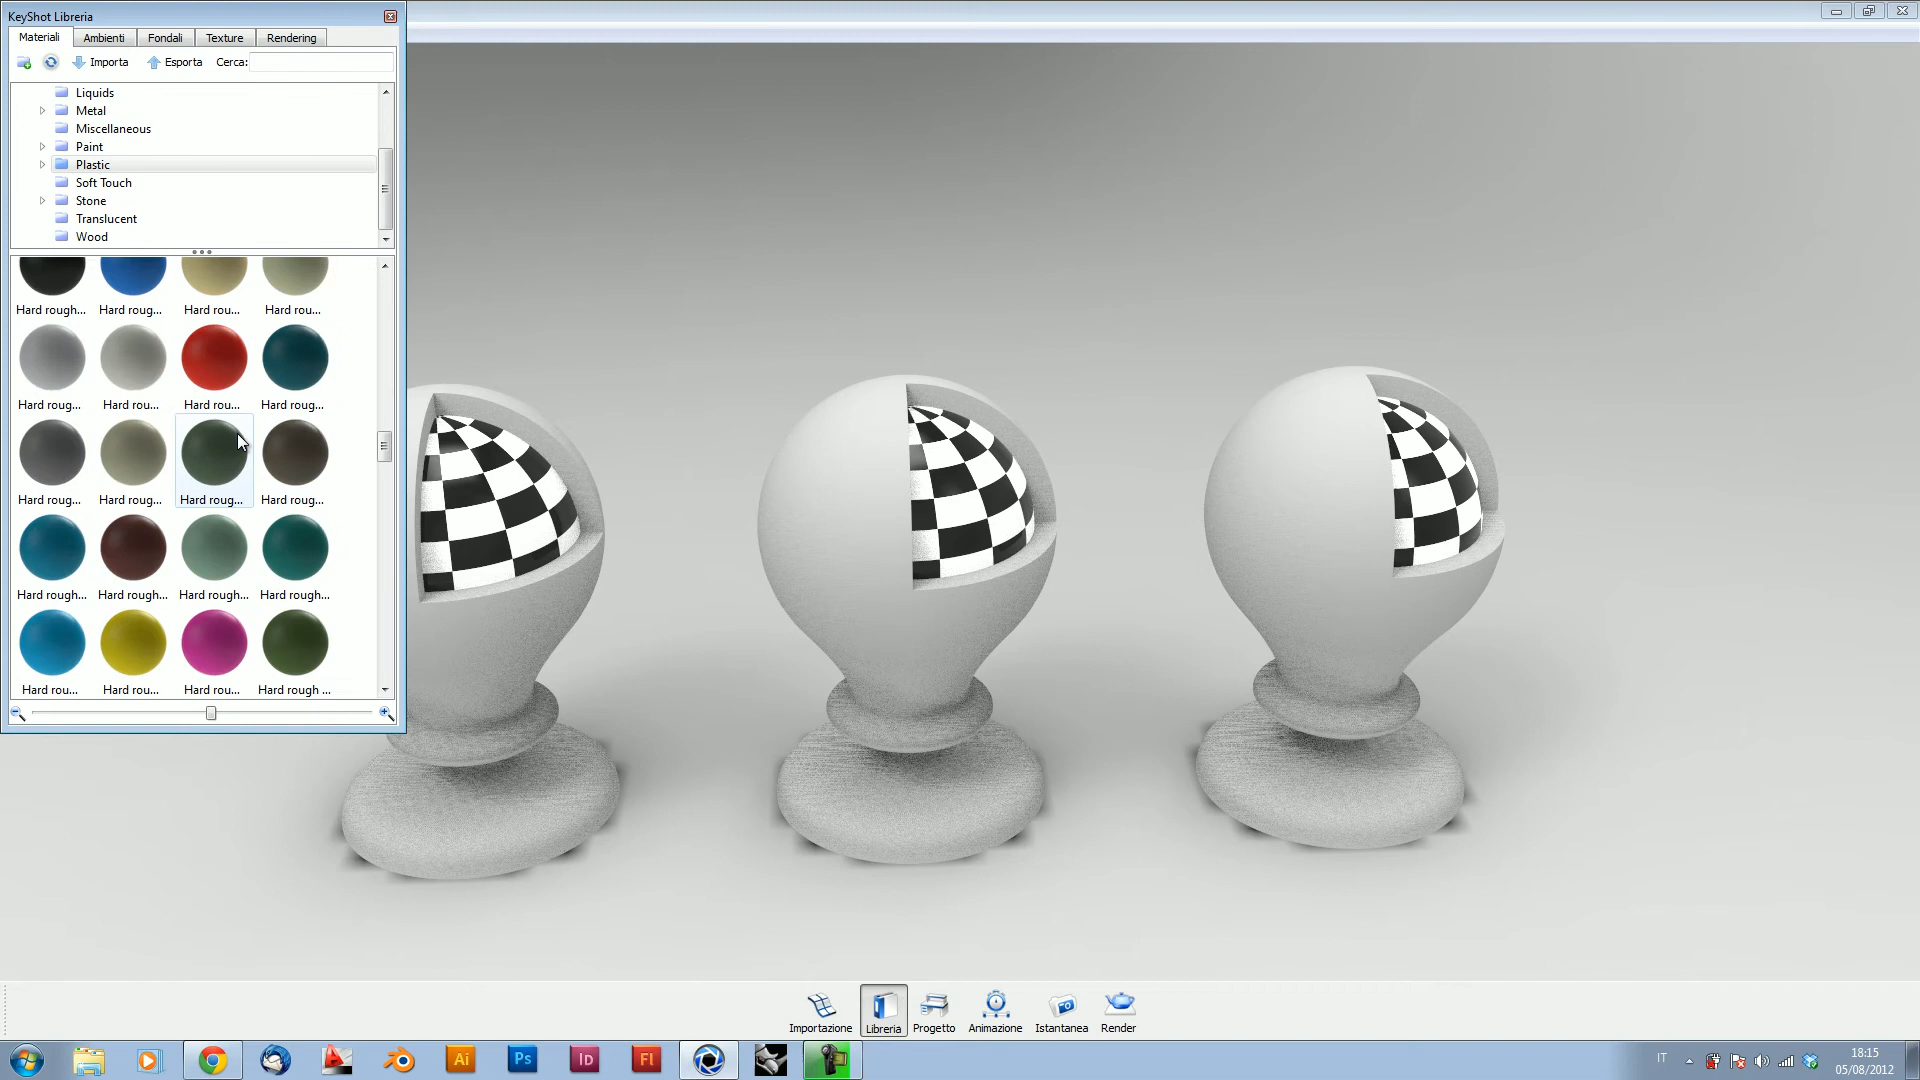 KeyShot Libreria
Materiali Ambienti Fondali Texture Rendering
Importa Esporta Cerca:
Liquids
Metal
Miscellaneous
Paint
Plastic
Soft Touch
Stone
Translucent
Wood
Hard rough... Hard roug... Hard rou... Hard rou...
Hard roug... Hard rou... Hard rou... Hard roug...
Hard roug... Hard roug... Hard roug... Hard roug...
Hard rough... Hard rough... Hard rough... Hard rough...
Hard rou... Hard rou... Hard rou... Hard rough ...
Importazione Libreria Progetto Animazione Istantanea Render
Ai Ps Id Fl
IT
18:15
05/08/2012